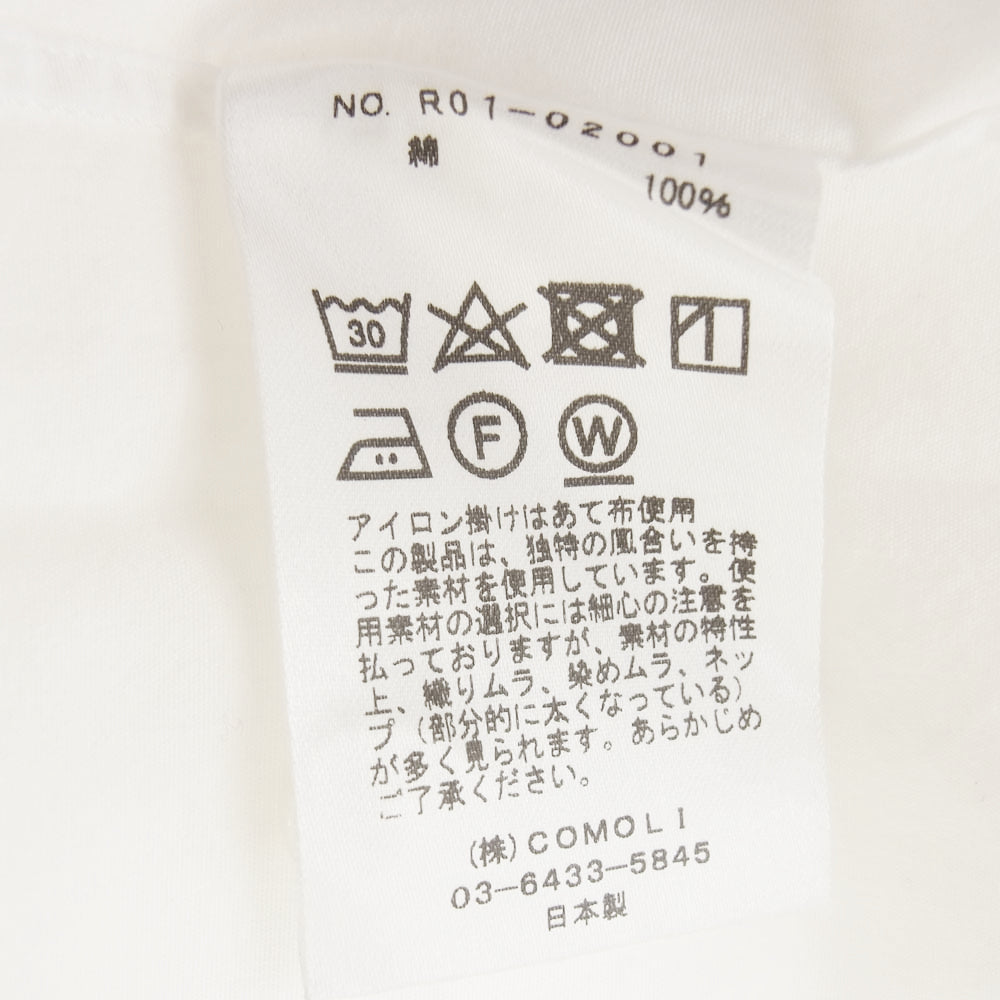 NO. R01-02001
綿 100%
30
F W
アイロン掛けはあて布使用
この製品は、独特の風合いを持
った素材を使用しています。使
用素材の選択には細心の注意を
払っておりますが、素材の特性
上、織りムラ、染めムラ、ネッ
プ（部分的に太くなっている）
が多く見られます。あらかじめ
ご了承ください。
(株)COMOLI
03-6433-5845
日本製